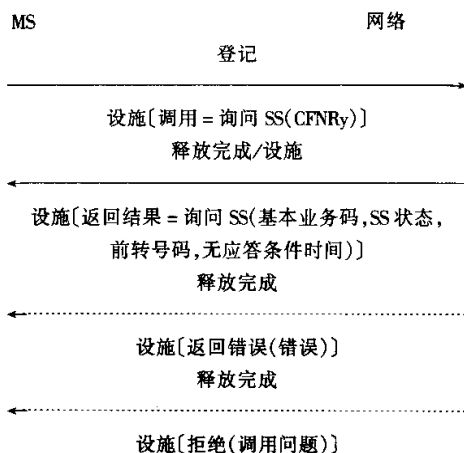 MS 网络
登记
设施〔调用=询问 SS(CFNRy)〕
释放完成/设施
设施〔返回结果=询问 SS(基本业务码,SS 状态,
前转号码,无应答条件时间)〕
释放完成
设施〔返回错误(错误)〕
释放完成
设施〔拒绝(调用问题)〕